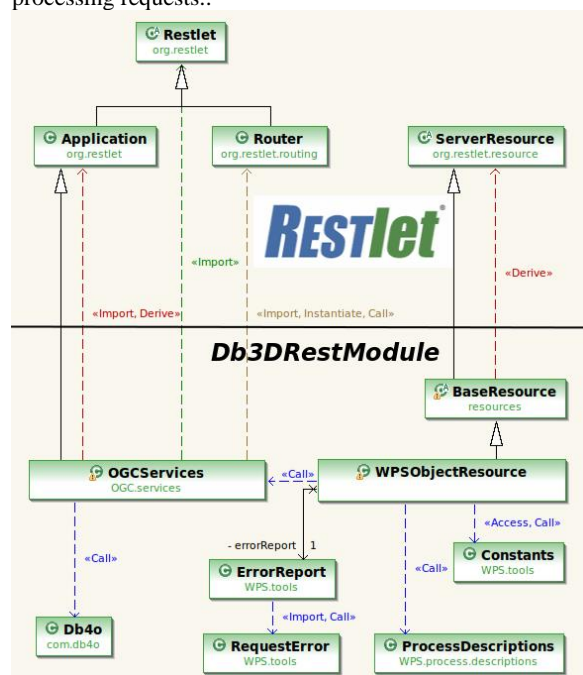 processing requests..
Restlet
org.restlet
Application
org.restlet
Router
org.restlet.routing
ServerResource
org.restlet.resource
RESTlet®
«Import»
«Derive»
«Import, Derive»
«Import, Instantiate, Call»
Db3DRestModule
BaseResource
resources
OGCServices
OGC.services
«Call»
WPSObjectResource
«Access, Call»
- errorReport 1
«Call»
«Call»
Constants
WPS.tools
ErrorReport
WPS.tools
«Import, Call»
Db4o
com.db4o
RequestError
WPS.tools
ProcessDescriptions
WPS.process.descriptions